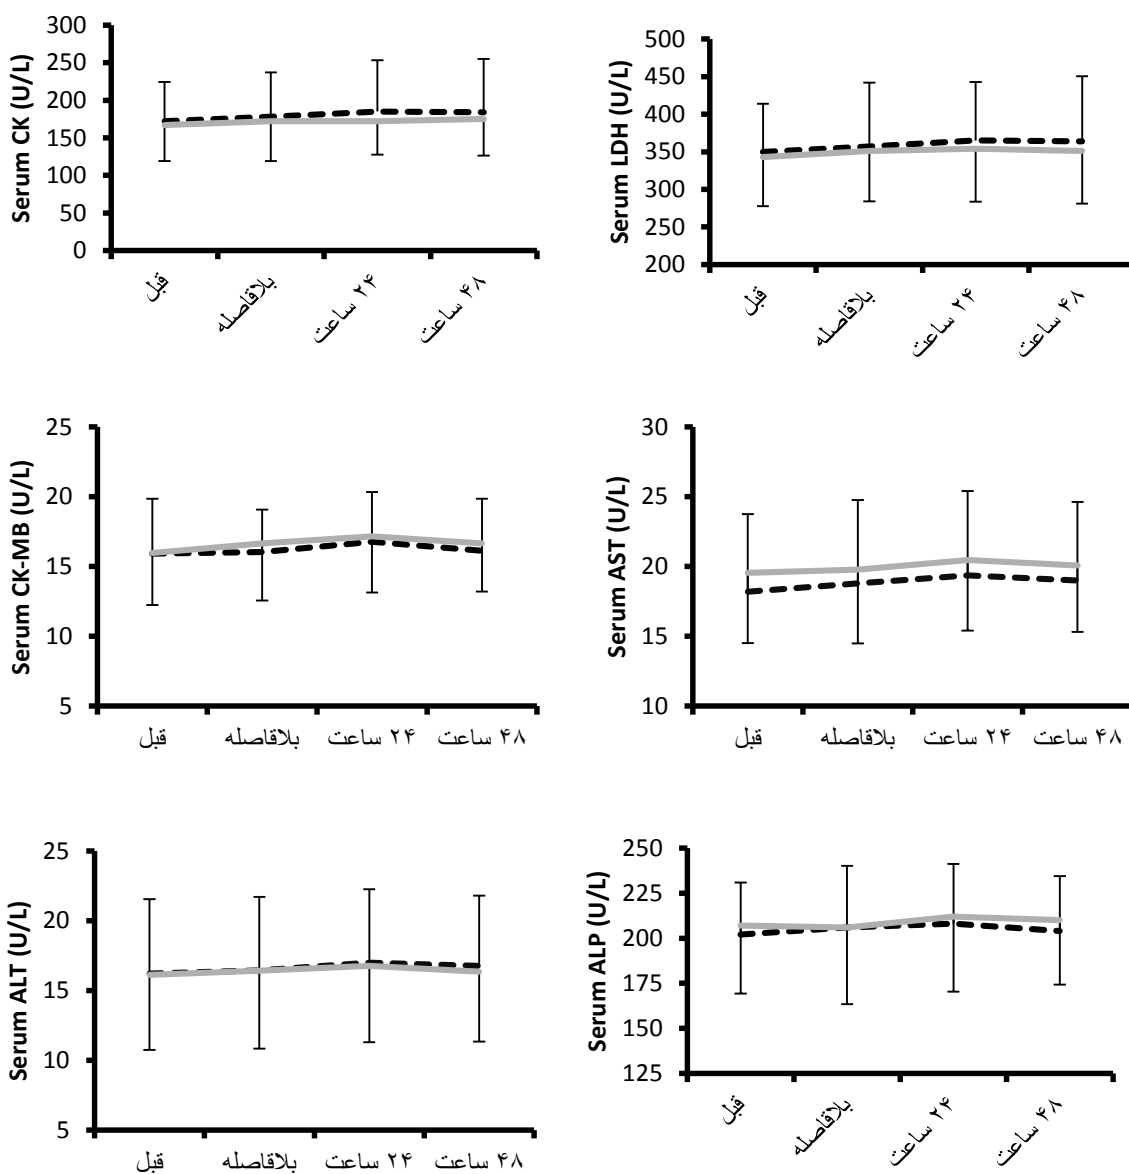 Serum CK (U/L)
300
250
200
150
100
50
0
قبل
بلافاصله
۲۴ ساعت
۴۸ ساعت
Serum LDH (U/L)
500
450
400
350
300
250
200
قبل
بلافاصله
۲۴ ساعت
۴۸ ساعت
Serum CK-MB (U/L)
25
20
15
10
5
قبل
بلافاصله
۲۴ ساعت
۴۸ ساعت
Serum AST (U/L)
30
25
20
15
10
قبل
بلافاصله
۲۴ ساعت
۴۸ ساعت
Serum ALT (U/L)
25
20
15
10
5
قبل
بلافاصله
۲۴ ساعت
۴۸ ساعت
Serum ALP (U/L)
250
225
200
175
150
125
قبل
بلافاصله
۲۴ ساعت
۴۸ ساعت